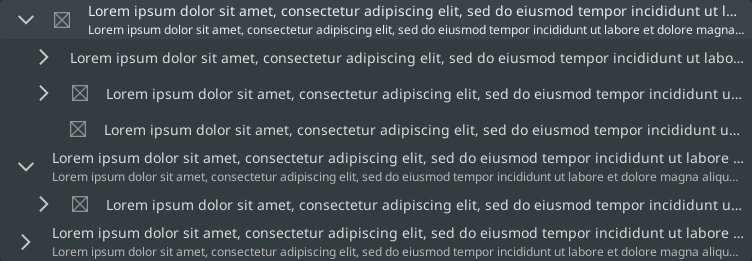 Lorem ipsum dolor sit amet, consectetur adipiscing elit, sed do eiusmod tempor incididunt ut l...
Lorem ipsum dolor sit amet, consectetur adipiscing elit, sed do eiusmod tempor incididunt ut labore et dolore magna...
Lorem ipsum dolor sit amet, consectetur adipiscing elit, sed do eiusmod tempor incididunt ut labo...
Lorem ipsum dolor sit amet, consectetur adipiscing elit, sed do eiusmod tempor incididunt u...
Lorem ipsum dolor sit amet, consectetur adipiscing elit, sed do eiusmod tempor incididunt u...
Lorem ipsum dolor sit amet, consectetur adipiscing elit, sed do eiusmod tempor incididunt ut labore ...
Lorem ipsum dolor sit amet, consectetur adipiscing elit, sed do eiusmod tempor incididunt ut labore et dolore magna aliqu...
Lorem ipsum dolor sit amet, consectetur adipiscing elit, sed do eiusmod tempor incididunt u...
Lorem ipsum dolor sit amet, consectetur adipiscing elit, sed do eiusmod tempor incididunt ut labore ...
Lorem ipsum dolor sit amet, consectetur adipiscing elit, sed do eiusmod tempor incididunt ut labore et dolore magna aliqu...